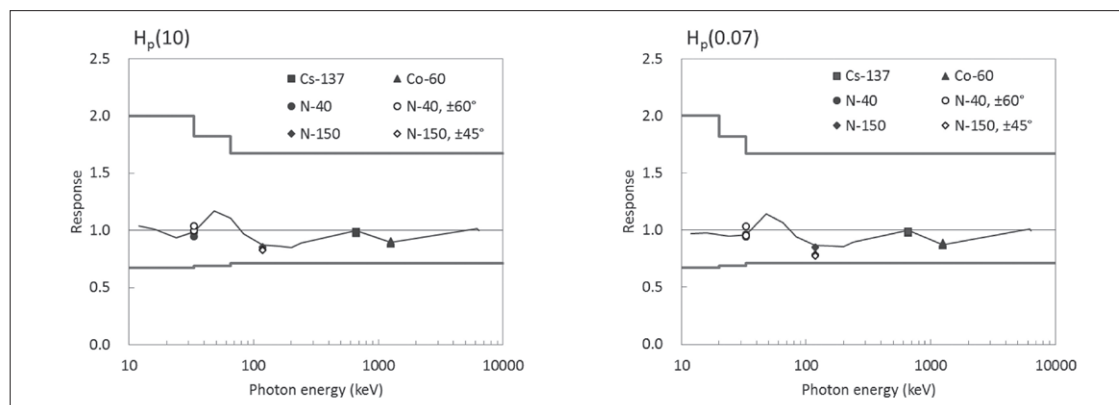 Hp(10)
2.5
2.0
1.5
1.0
0.5
0.0
Response
Cs-137
Co-60
N-40
N-40, ±60°
N-150
N-150, ±45°
10
100
1000
10000
Photon energy (keV)
Hp(0.07)
2.5
2.0
1.5
1.0
0.5
0.0
Response
Cs-137
Co-60
N-40
N-40, ±60°
N-150
N-150, ±45°
10
100
1000
10000
Photon energy (keV)